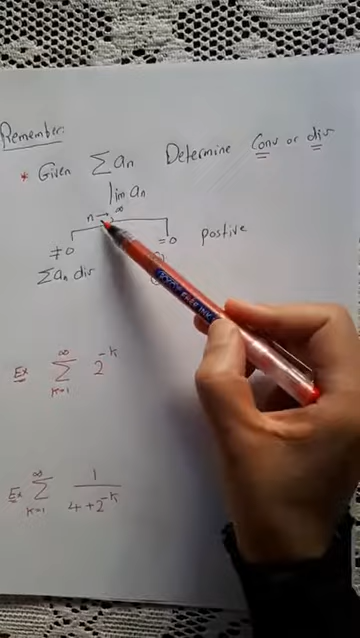 Remember:
* Given ∑ an Determine Conv or div
lim an
n→∞
≠0 =0 postive
∑ an div
Ex ∑ k=1 ∞ 2^-k
Ex ∑ k=1 ∞ 1/(4+2^-k)